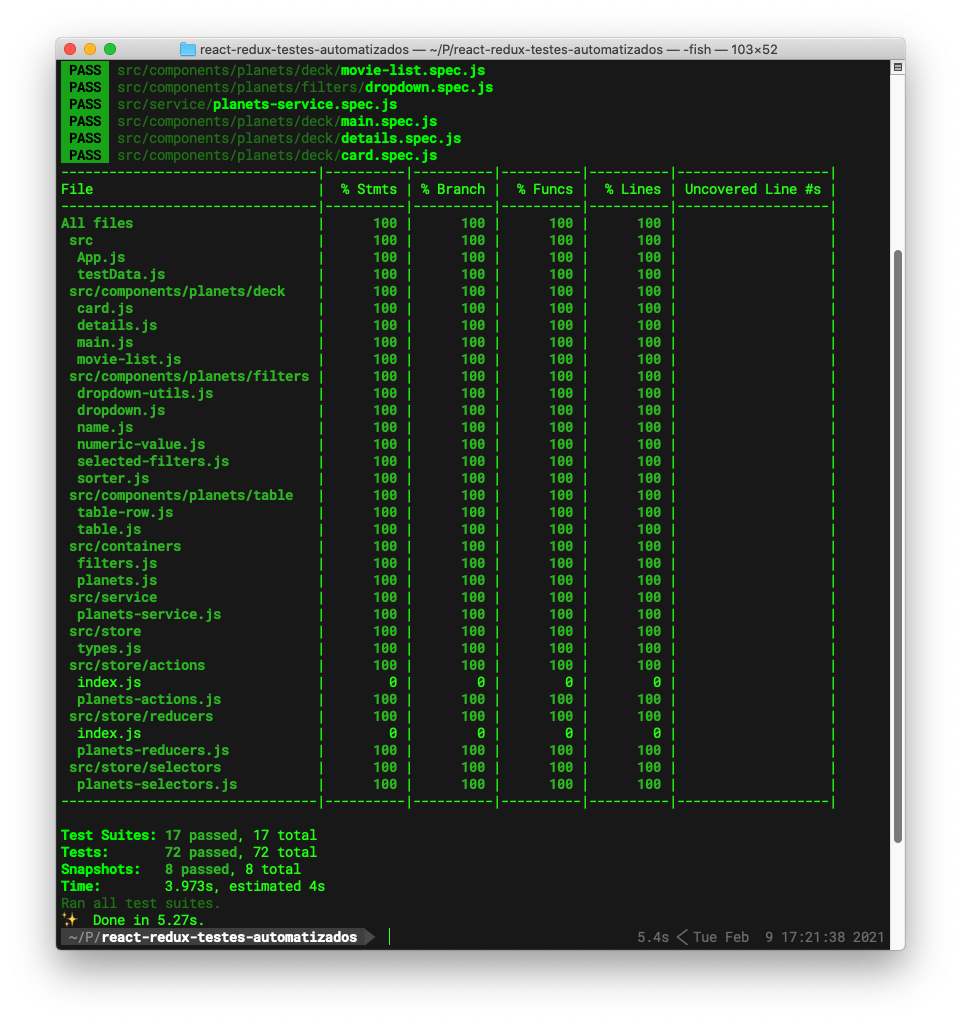 react-redux-testes-automatizados — ~/P/react-redux-testes-automatizados — -fish — 103×52
PASS src/components/planets/deck/movie-list.spec.js
PASS src/components/planets/filters/dropdown.spec.js
PASS src/service/planets-service.spec.js
PASS src/components/planets/deck/main.spec.js
PASS src/components/planets/deck/details.spec.js
PASS src/components/planets/deck/card.spec.js
--------------------------------|----------|----------|----------|----------|-------------------|
File                            |  % Stmts | % Branch |  % Funcs |  % Lines | Uncovered Line #s |
--------------------------------|----------|----------|----------|----------|-------------------|
All files                       |      100 |      100 |      100 |      100 |                   |
 src                            |      100 |      100 |      100 |      100 |                   |
  App.js                        |      100 |      100 |      100 |      100 |                   |
  testData.js                   |      100 |      100 |      100 |      100 |                   |
 src/components/planets/deck    |      100 |      100 |      100 |      100 |                   |
  card.js                       |      100 |      100 |      100 |      100 |                   |
  details.js                    |      100 |      100 |      100 |      100 |                   |
  main.js                       |      100 |      100 |      100 |      100 |                   |
  movie-list.js                 |      100 |      100 |      100 |      100 |                   |
 src/components/planets/filters |      100 |      100 |      100 |      100 |                   |
  dropdown-utils.js             |      100 |      100 |      100 |      100 |                   |
  dropdown.js                   |      100 |      100 |      100 |      100 |                   |
  name.js                       |      100 |      100 |      100 |      100 |                   |
  numeric-value.js              |      100 |      100 |      100 |      100 |                   |
  selected-filters.js           |      100 |      100 |      100 |      100 |                   |
  sorter.js                     |      100 |      100 |      100 |      100 |                   |
 src/components/planets/table   |      100 |      100 |      100 |      100 |                   |
  table-row.js                  |      100 |      100 |      100 |      100 |                   |
  table.js                      |      100 |      100 |      100 |      100 |                   |
 src/containers                 |      100 |      100 |      100 |      100 |                   |
  filters.js                    |      100 |      100 |      100 |      100 |                   |
  planets.js                    |      100 |      100 |      100 |      100 |                   |
 src/service                    |      100 |      100 |      100 |      100 |                   |
  planets-service.js            |      100 |      100 |      100 |      100 |                   |
 src/store                      |      100 |      100 |      100 |      100 |                   |
  types.js                      |      100 |      100 |      100 |      100 |                   |
 src/store/actions              |      100 |      100 |      100 |      100 |                   |
  index.js                      |        0 |        0 |        0 |        0 |                   |
  planets-actions.js            |      100 |      100 |      100 |      100 |                   |
 src/store/reducers             |      100 |      100 |      100 |      100 |                   |
  index.js                      |        0 |        0 |        0 |        0 |                   |
  planets-reducers.js           |      100 |      100 |      100 |      100 |                   |
 src/store/selectors            |      100 |      100 |      100 |      100 |                   |
  planets-selectors.js          |      100 |      100 |      100 |      100 |                   |
--------------------------------|----------|----------|----------|----------|-------------------|
Test Suites: 17 passed, 17 total
Tests:       72 passed, 72 total
Snapshots:   8 passed, 8 total
Time:        3.973s, estimated 4s
Ran all test suites.
✨  Done in 5.27s.
~/P/react-redux-testes-automatizados 5.4s < Tue Feb  9 17:21:38 2021